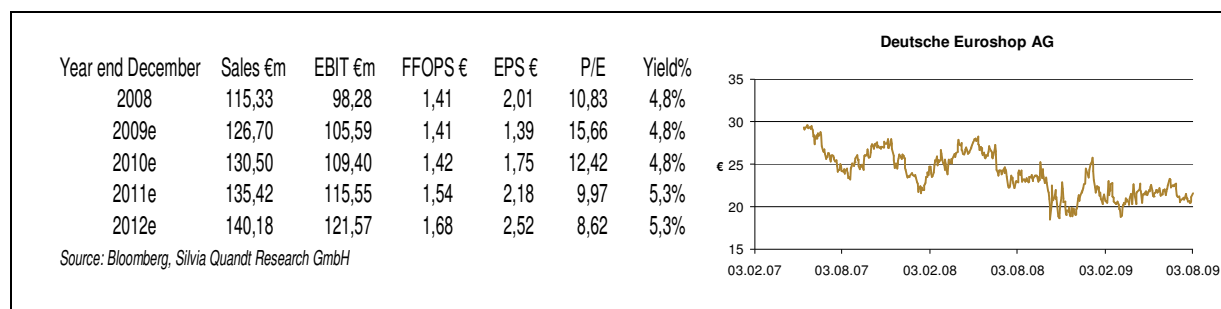 Year end December Sales €m EBIT €m FFOPS € EPS € P/E Yield%
2008 115,33 98,28 1,41 2,01 10,83 4,8%
2009e 126,70 105,59 1,41 1,39 15,66 4,8%
2010e 130,50 109,40 1,42 1,75 12,42 4,8%
2011e 135,42 115,55 1,54 2,18 9,97 5,3%
2012e 140,18 121,57 1,68 2,52 8,62 5,3%
Source: Bloomberg, Silvia Quandt Research GmbH
Deutsche Euroshop AG
35
30
25
€
20
15
03.02.07 03.08.07 03.02.08 03.08.08 03.02.09 03.08.09